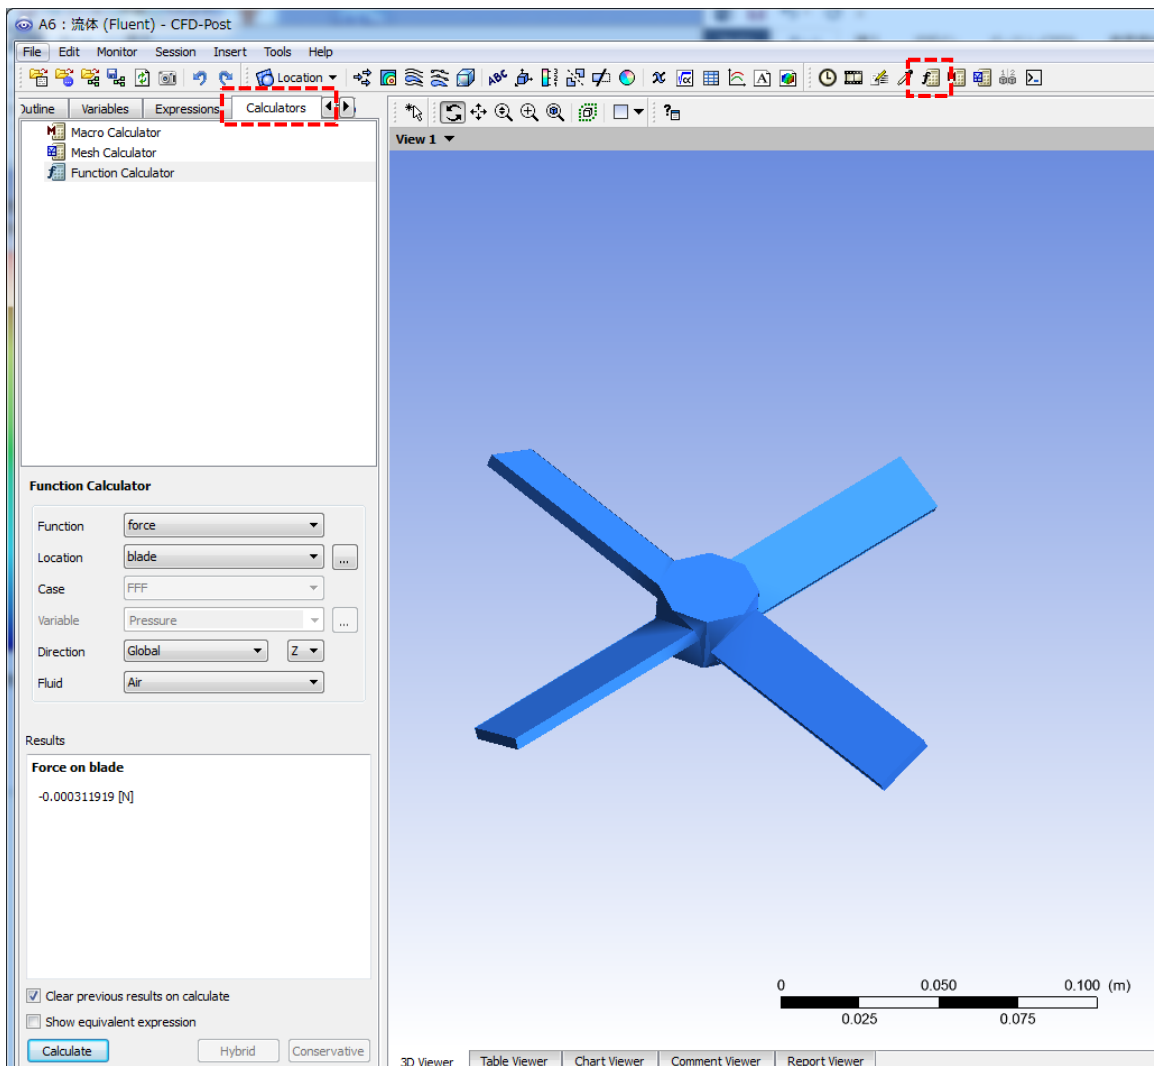 A6 : 流体 (Fluent) - CFD-Post
File Edit Monitor Session Insert Tools Help
Location
Outline Variables Expressions Calculators
Macro Calculator
Mesh Calculator
Function Calculator
View 1
Function Calculator
Function force
Location blade ...
Case FFF
Variable Pressure ...
Direction Global Z
Fluid Air
Results
Force on blade
-0.000311919 [N]
Clear previous results on calculate
Show equivalent expression
Calculate Hybrid Conservative
0 0.050 0.100 (m)
0.025 0.075
3D Viewer Table Viewer Chart Viewer Comment Viewer Report Viewer